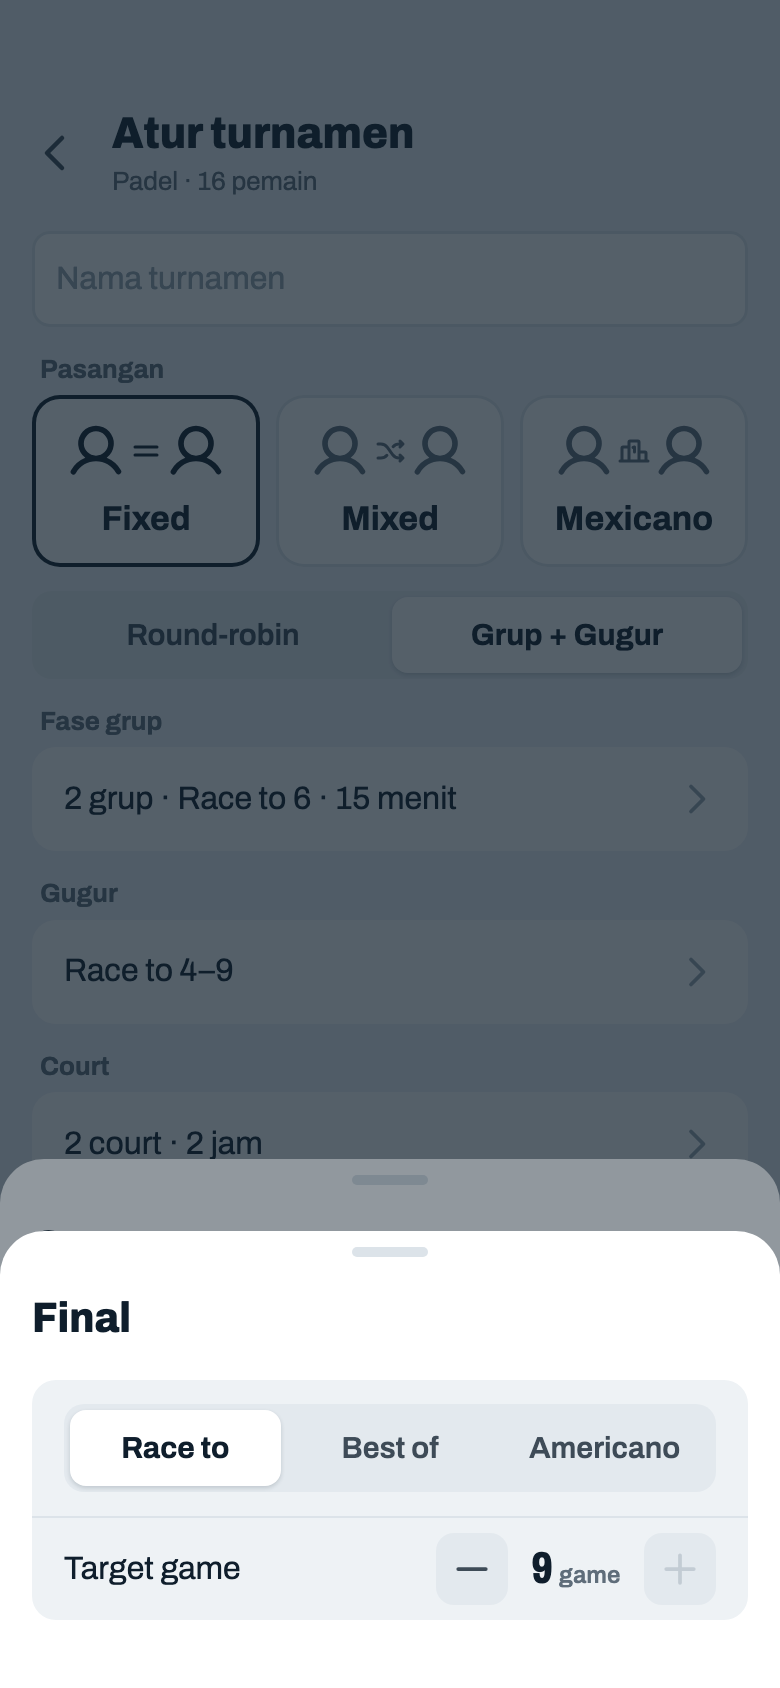 Atur turnamen
Padel · 16 pemain
Nama turnamen
Pasangan
Fixed
Mixed
Mexicano
Round-robin
Grup + Gugur
Fase grup
2 grup · Race to 6 · 15 menit
Gugur
Race to 4–9
Court
2 court · 2 jam
Final
Race to
Best of
Americano
Target game
9 game